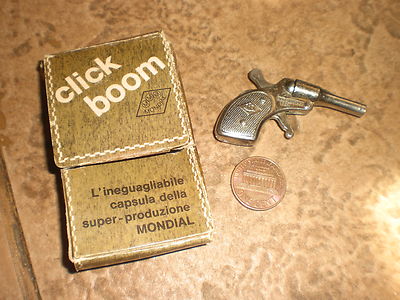 click
boom
L'ineguagliabile
capsula della
super-produzione
MONDIAL